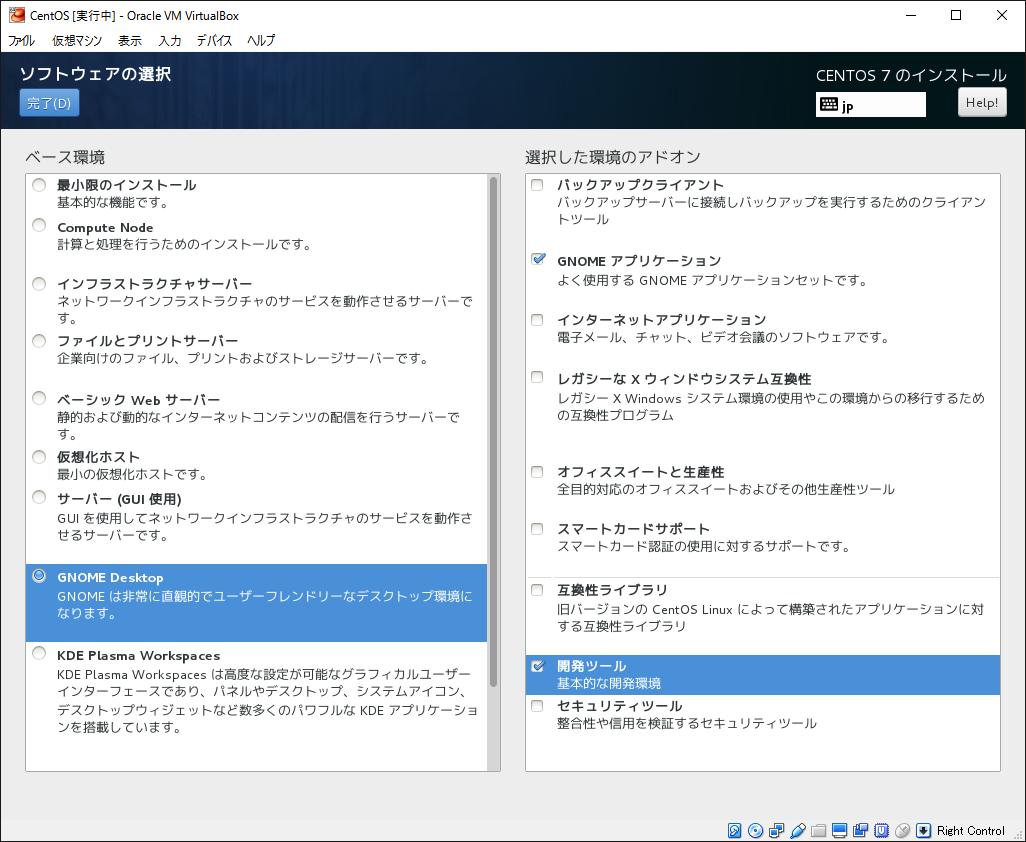 CentOS [実行中] - Oracle VM VirtualBox
ファイル 仮想マシン 表示 入力 デバイス ヘルプ
ソフトウェアの選択
CENTOS 7 のインストール
完了(D)
jp
Help!
ベース環境
最小限のインストール
基本的な機能です。
Compute Node
計算と処理を行うためのインストールです。
インフラストラクチャサーバー
ネットワークインフラストラクチャのサービスを動作させるサーバーで
す。
ファイルとプリントサーバー
企業向けのファイル、プリントおよびストレージサーバーです。
ベーシック Web サーバー
静的および動的なインターネットコンテンツの配信を行うサーバーで
す。
仮想化ホスト
最小の仮想化ホストです。
サーバー (GUI 使用)
GUI を使用してネットワークインフラストラクチャのサービスを動作さ
せるサーバーです。
GNOME Desktop
GNOME は非常に直観的でユーザーフレンドリーなデスクトップ環境に
なります。
KDE Plasma Workspaces
KDE Plasma Workspaces は高度な設定が可能なグラフィカルユーザー
インターフェースであり、パネルやデスクトップ、システムアイコン、
デスクトップウィジェットなど数多くのパワフルな KDE アプリケーショ
ンを搭載しています。
選択した環境のアドオン
バックアップクライアント
バックアップサーバーに接続しバックアップを実行するためのクライアン
トツール
GNOME アプリケーション
よく使用する GNOME アプリケーションセットです。
インターネットアプリケーション
電子メール、チャット、ビデオ会議のソフトウェアです。
レガシーな X ウィンドウシステム互換性
レガシー X Windows システム環境の使用やこの環境からの移行するため
の互換性プログラム
オフィススイートと生産性
全目的対応のオフィススイートおよびその他生産性ツール
スマートカードサポート
スマートカード認証の使用に対するサポートです。
互換性ライブラリ
旧バージョンの CentOS Linux によって構築されたアプリケーションに対
する互換性ライブラリ
開発ツール
基本的な開発環境
セキュリティツール
整合性や信用を検証するセキュリティツール
Right Control